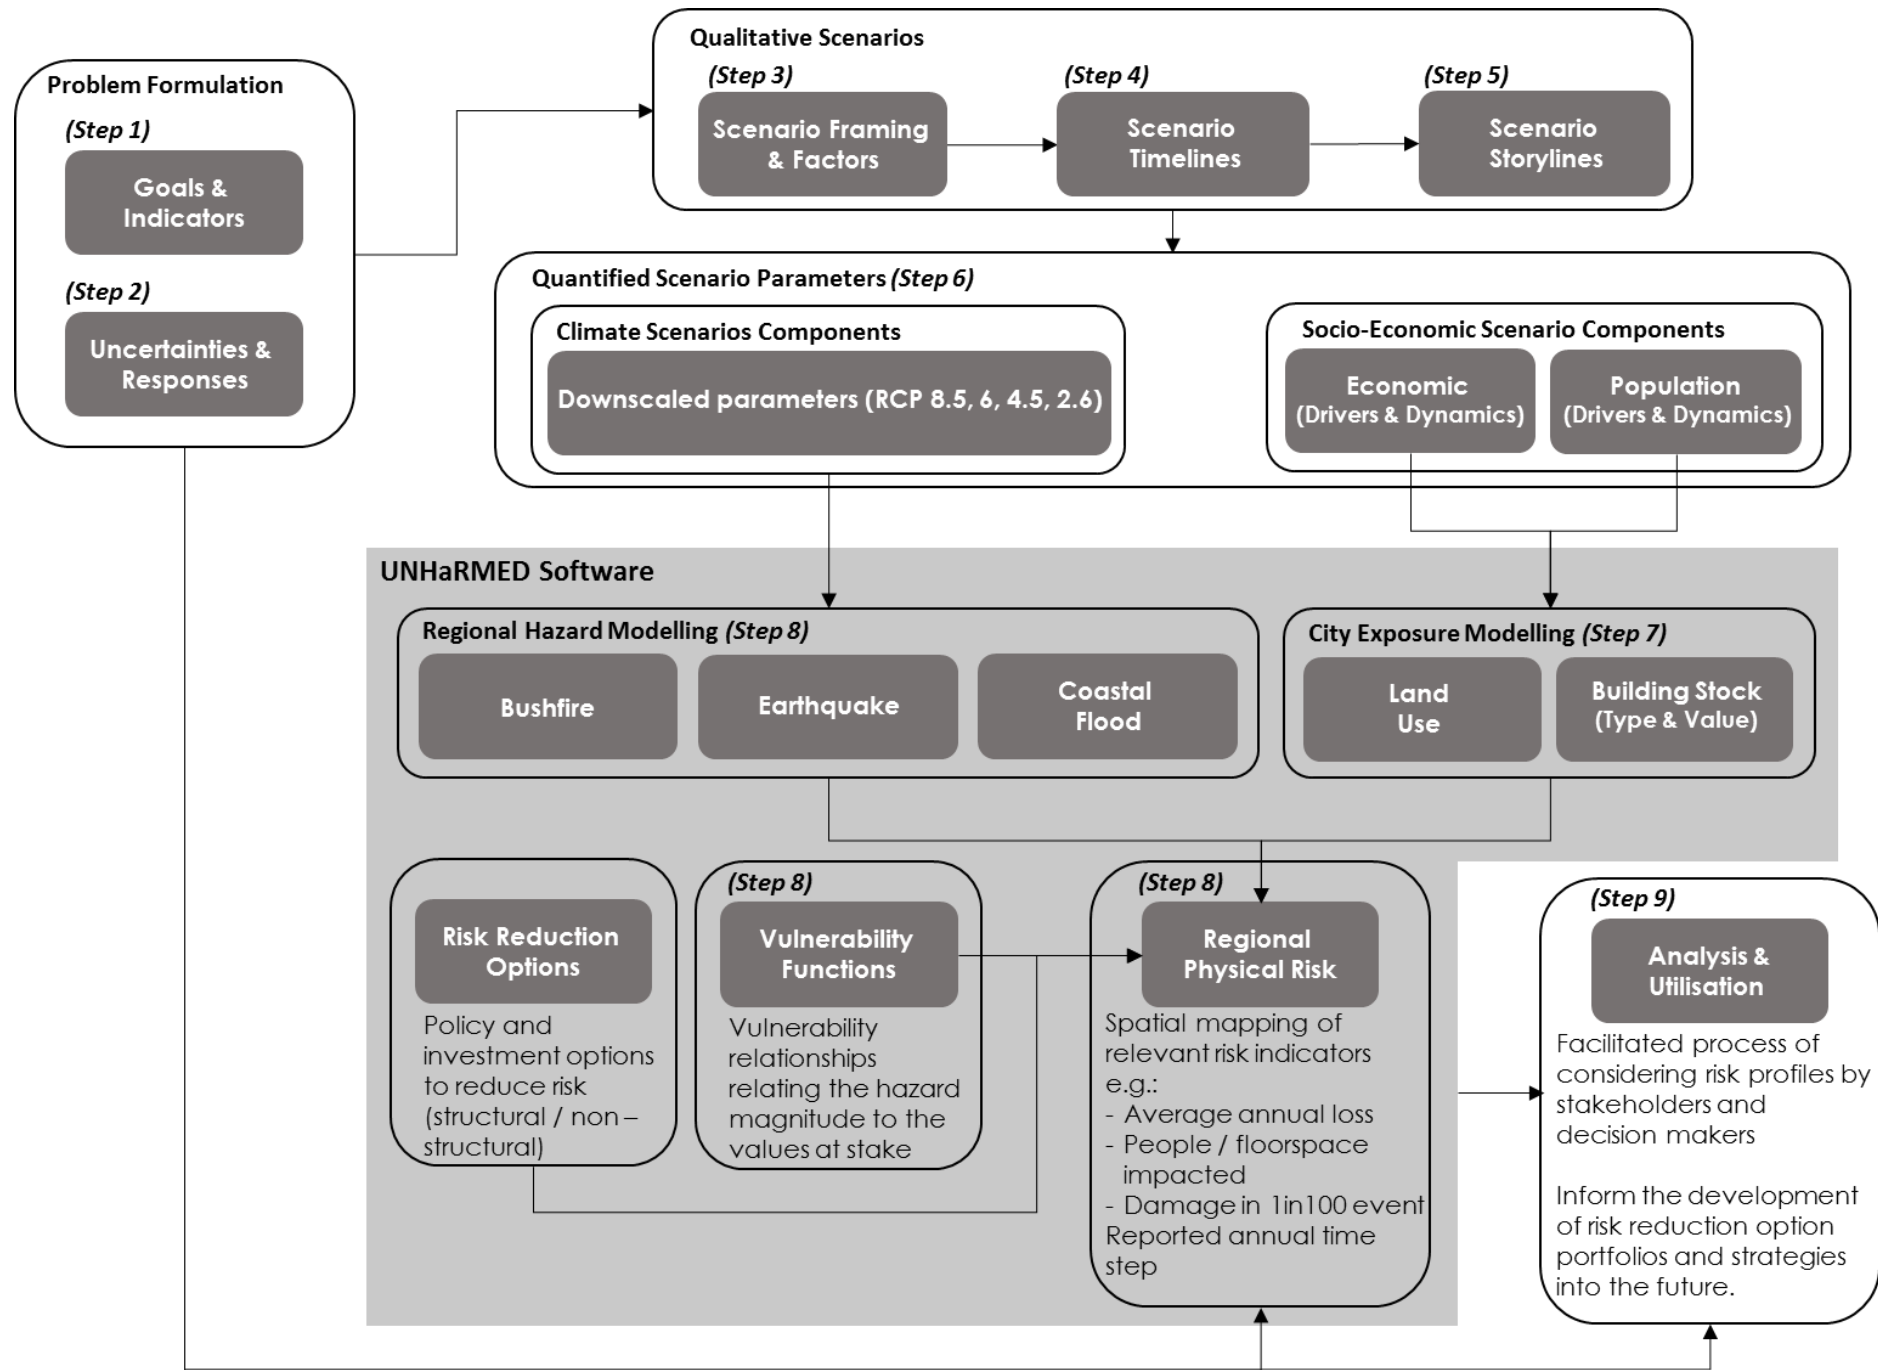 Problem Formulation
(Step 1)
Goals &
Indicators
(Step 2)
Uncertainties &
Responses
Qualitative Scenarios
(Step 3)
Scenario Framing
& Factors
(Step 4)
Scenario
Timelines
(Step 5)
Scenario
Storylines
Quantified Scenario Parameters (Step 6)
Climate Scenarios Components
Downscaled parameters (RCP 8.5, 6, 4.5, 2.6)
Socio-Economic Scenario Components
Economic
(Drivers & Dynamics)
Population
(Drivers & Dynamics)
UNHaRMED Software
Regional Hazard Modelling (Step 8)
Bushfire
Earthquake
Coastal
Flood
City Exposure Modelling (Step 7)
Land
Use
Building Stock
(Type & Value)
Risk Reduction
Options
Policy and
investment options
to reduce risk
(structural / non –
structural)
(Step 8)
Vulnerability
Functions
Vulnerability
relationships
relating the hazard
magnitude to the
values at stake
(Step 8)
Regional
Physical Risk
Spatial mapping of
relevant risk indicators
e.g.:
- Average annual loss
- People / floorspace
impacted
- Damage in 1in100 event
Reported annual time
step
(Step 9)
Analysis &
Utilisation
Facilitated process of
considering risk profiles by
stakeholders and
decision makers
Inform the development
of risk reduction option
portfolios and strategies
into the future.